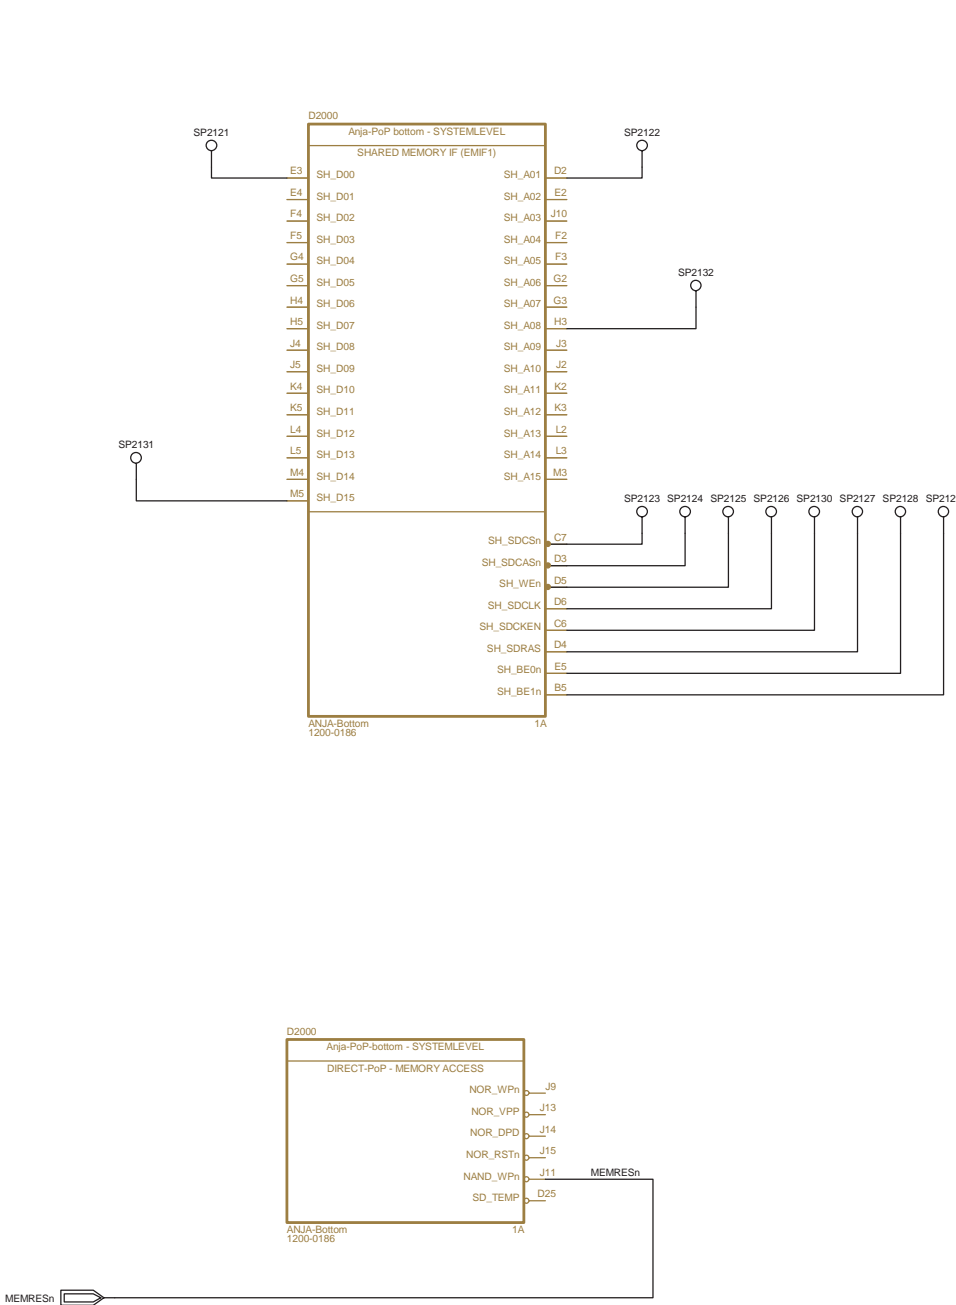 D2000
Anja-PoP bottom - SYSTEMLEVEL
SHARED MEMORY IF (EMIF1)
SP2121
SP2122
E3 SH_D00 SH_A01 D2
E4 SH_D01 SH_A02 E2
F4 SH_D02 SH_A03 J10
F5 SH_D03 SH_A04 F2
G4 SH_D04 SH_A05 F3
SP2132
G5 SH_D05 SH_A06 G2
H4 SH_D06 SH_A07 G3
H5 SH_D07 SH_A08 H3
J4 SH_D08 SH_A09 J3
J5 SH_D09 SH_A10 J2
K4 SH_D10 SH_A11 K2
K5 SH_D11 SH_A12 K3
L4 SH_D12 SH_A13 L2
SP2131
L5 SH_D13 SH_A14 L3
M4 SH_D14 SH_A15 M3
M5 SH_D15
SP2123 SP2124 SP2125 SP2126 SP2130 SP2127 SP2128 SP212
SH_SDCSn C7
SH_SDCASn D3
SH_WEn D5
SH_SDCLK D6
SH_SDCKEN C6
SH_SDRAS D4
SH_BE0n E5
SH_BE1n B5
ANJA-Bottom 1A
1200-0186
D2000
Anja-PoP-bottom - SYSTEMLEVEL
DIRECT-PoP - MEMORY ACCESS
NOR_WPn J9
NOR_VPP J13
NOR_DPD J14
NOR_RSTn J15
NAND_WPn J11 MEMRESn
SD_TEMP D25
ANJA-Bottom 1A
1200-0186
MEMRESn